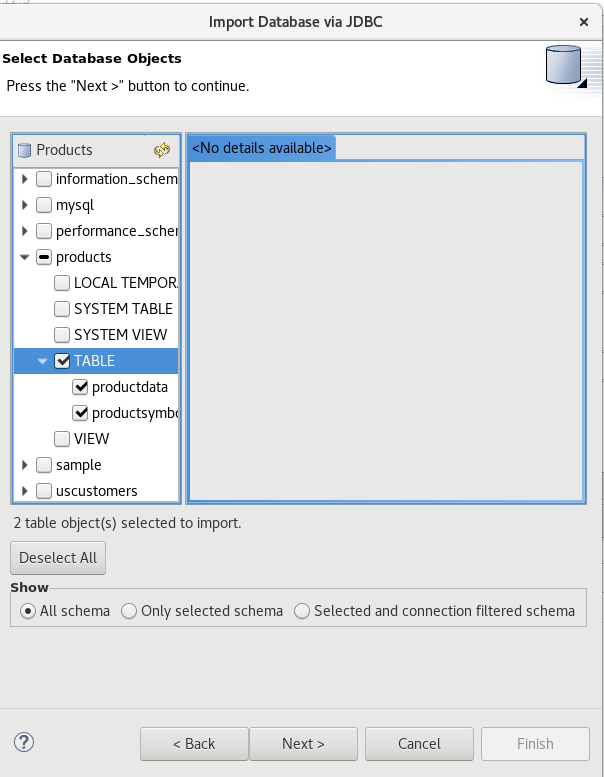 Import Database via JDBC
Select Database Objects
Press the "Next >" button to continue.
Products
<No details available>
information_schem
mysql
performance_scher
products
LOCAL TEMPOR
SYSTEM TABLE
SYSTEM VIEW
TABLE
productdata
productsymbo
VIEW
sample
uscustomers
2 table object(s) selected to import.
Deselect All
Show
All schema Only selected schema Selected and connection filtered schema
? < Back Next > Cancel Finish